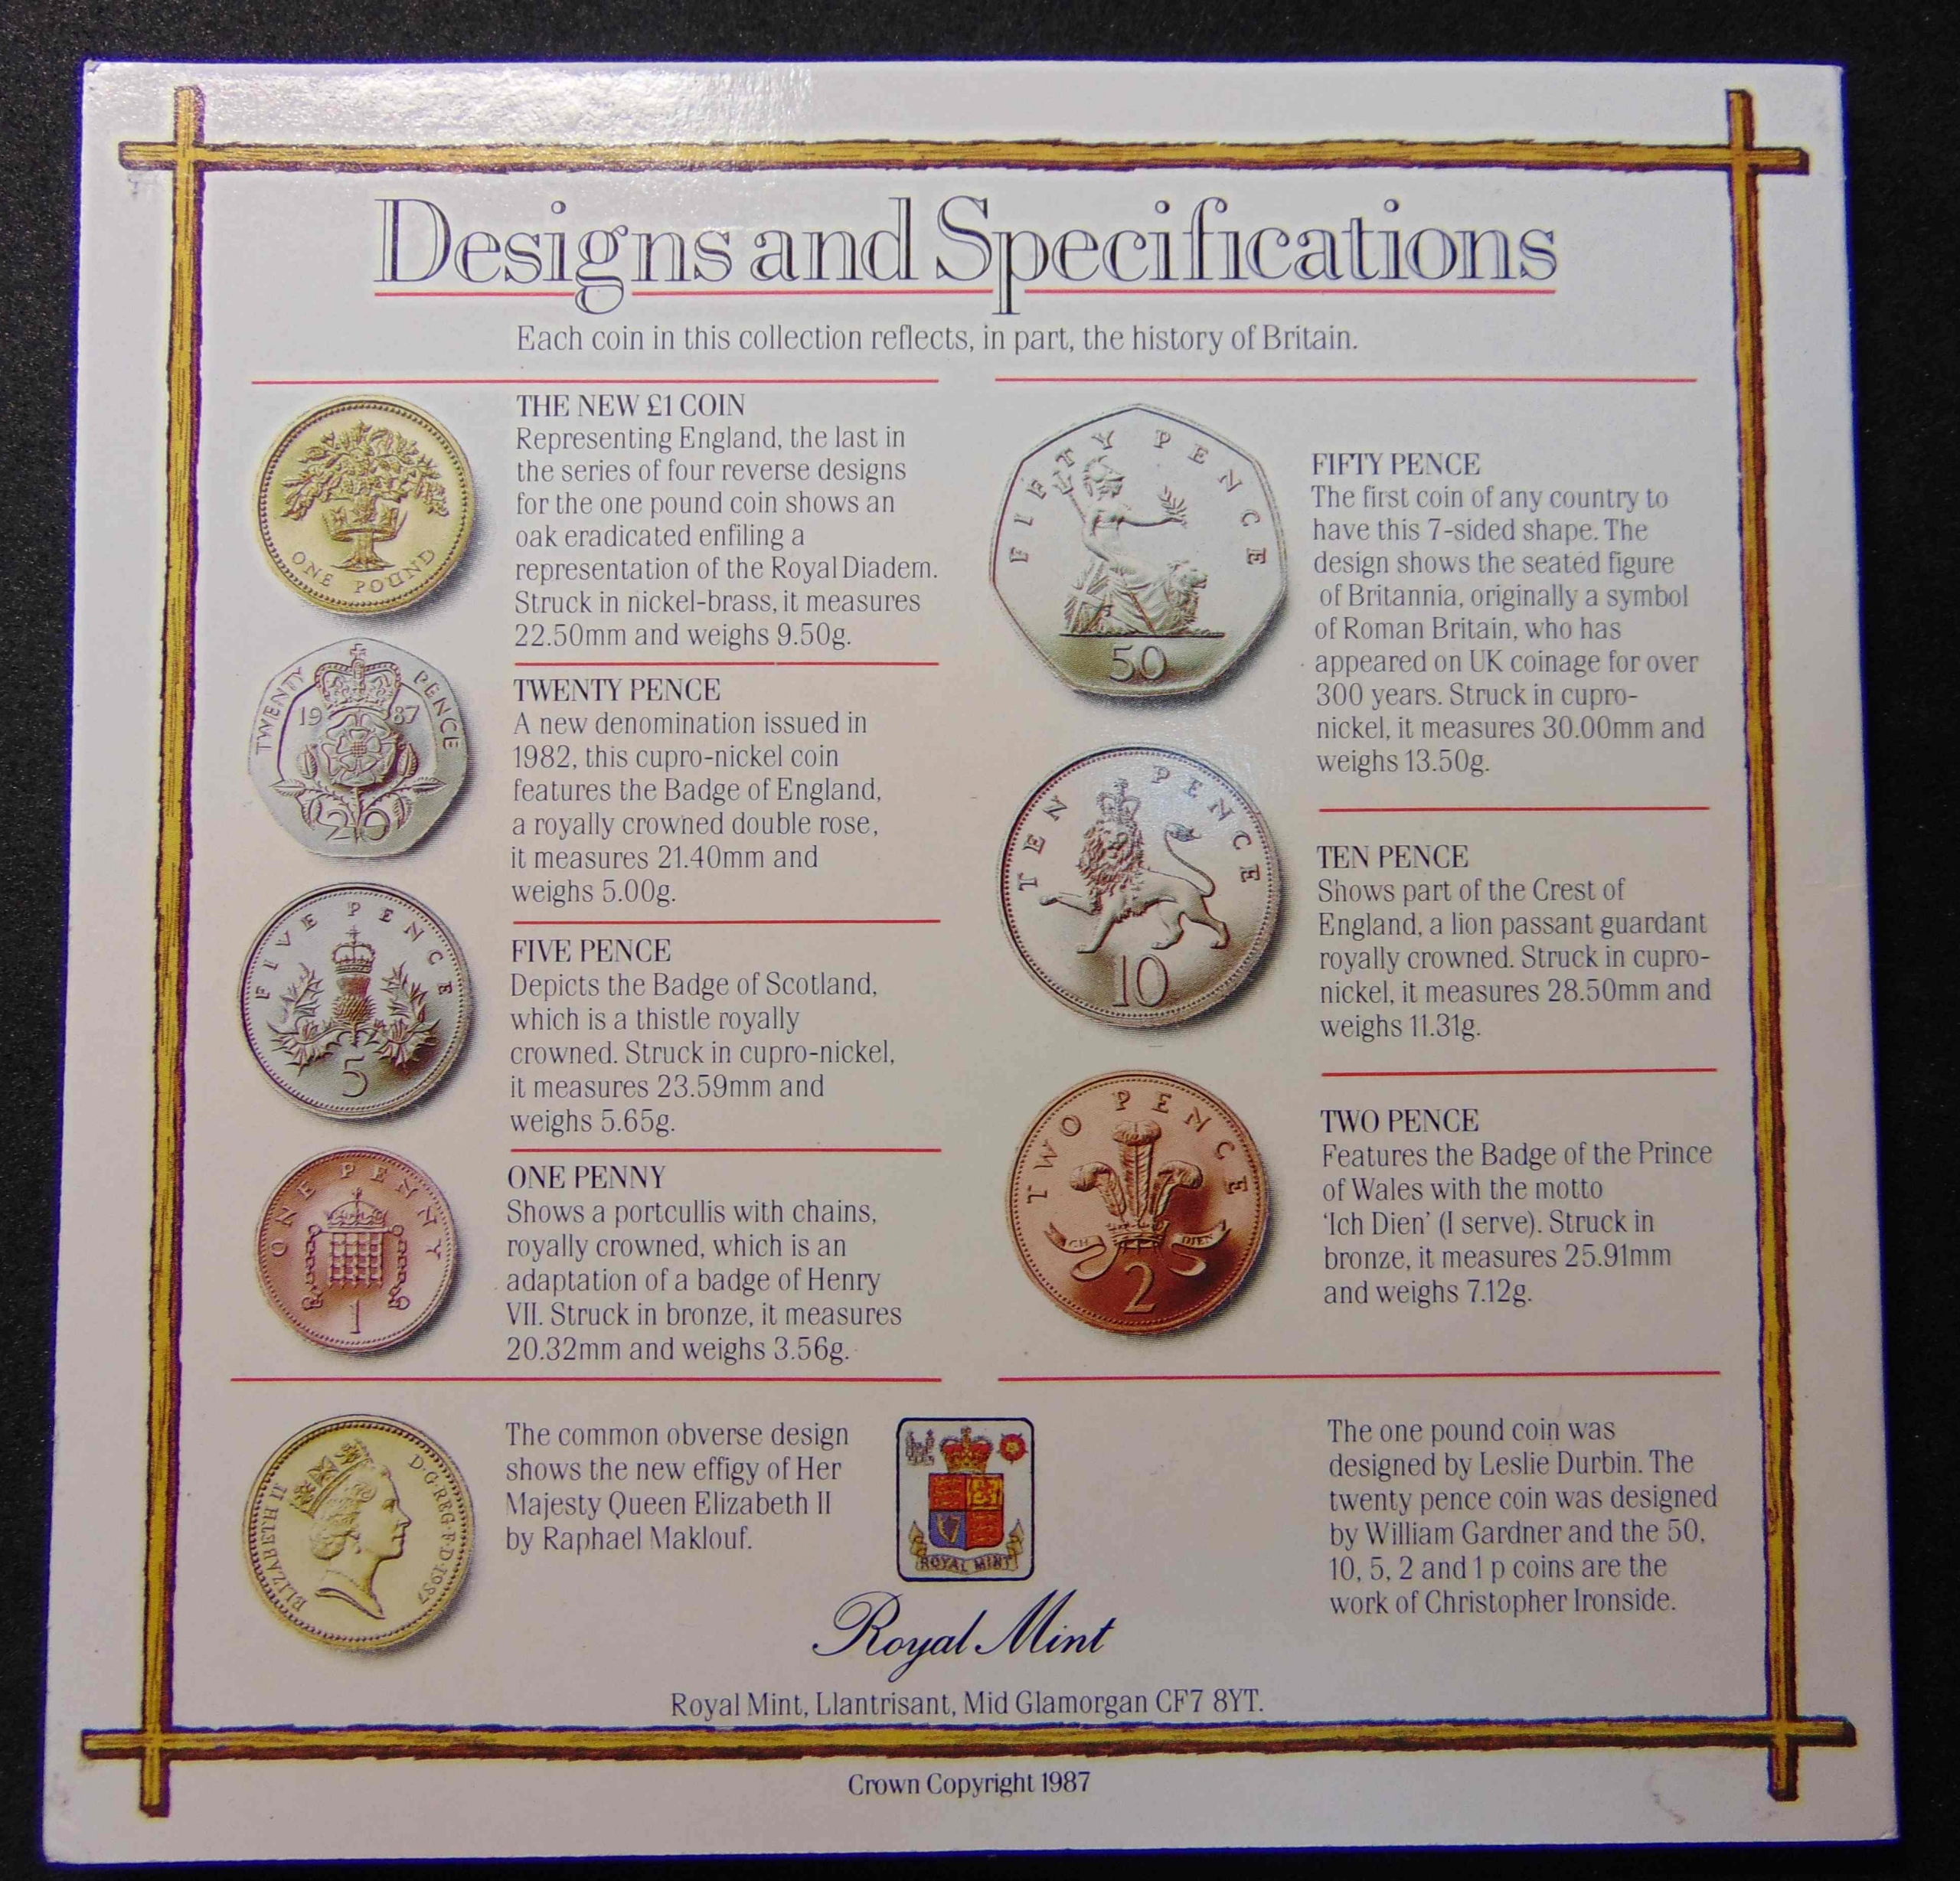 Designs and Specifications
Each coin in this collection reflects, in part, the history of Britain.
ONE POUND
THE NEW £1 COIN
Representing England, the last in
the series of four reverse designs
for the one pound coin shows an
oak eradicated enfiling a
representation of the Royal Diadem.
Struck in nickel-brass, it measures
22.50mm and weighs 9.50g.
TWENTY PENCE
19 87
20
TWENTY PENCE
A new denomination issued in
1982, this cupro-nickel coin
features the Badge of England,
a royally crowned double rose,
it measures 21.40mm and
weighs 5.00g.
FIVE PENCE
5
FIVE PENCE
Depicts the Badge of Scotland,
which is a thistle royally
crowned. Struck in cupro-nickel,
it measures 23.59mm and
weighs 5.65g.
ONE PENNY
1
ONE PENNY
Shows a portcullis with chains,
royally crowned, which is an
adaptation of a badge of Henry
VII. Struck in bronze, it measures
20.32mm and weighs 3.56g.
FIFTY PENCE
50
FIFTY PENCE
The first coin of any country to
have this 7-sided shape. The
design shows the seated figure
of Britannia, originally a symbol
of Roman Britain, who has
appeared on UK coinage for over
300 years. Struck in cupro-
nickel, it measures 30.00mm and
weighs 13.50g.
TEN PENCE
10
TEN PENCE
Shows part of the Crest of
England, a lion passant guardant
royally crowned. Struck in cupro-
nickel, it measures 28.50mm and
weighs 11.31g.
TWO PENCE
ICH DIEN
2
TWO PENCE
Features the Badge of the Prince
of Wales with the motto
‘Ich Dien’ (I serve). Struck in
bronze, it measures 25.91mm
and weighs 7.12g.
ELIZABETH II D·G·REG·F·D·1987
The common obverse design
shows the new effigy of Her
Majesty Queen Elizabeth II
by Raphael Maklouf.
ROYAL MINT
Royal Mint
The one pound coin was
designed by Leslie Durbin. The
twenty pence coin was designed
by William Gardner and the 50,
10, 5, 2 and 1 p coins are the
work of Christopher Ironside.
Royal Mint, Llantrisant, Mid Glamorgan CF7 8YT.
Crown Copyright 1987